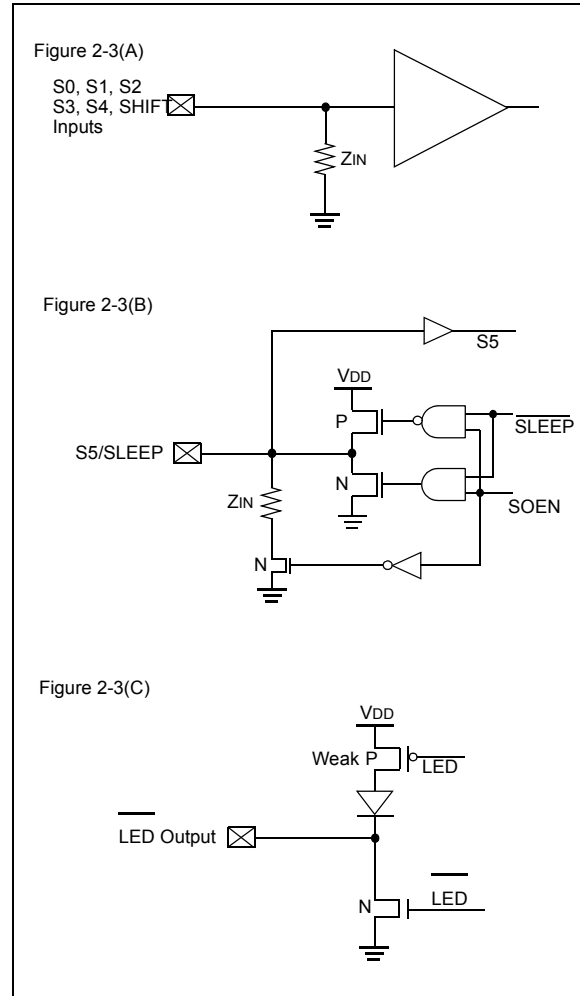 Figure 2-3(A)
S0, S1, S2
S3, S4, SHIFT
Inputs
ZIN
Figure 2-3(B)
S5
VDD
P
SLEEP
S5/SLEEP
N
ZIN
SOEN
N
Figure 2-3(C)
VDD
Weak P
LED
LED Output
LED
N